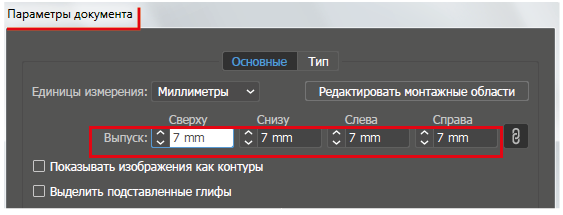 Параметры документа
Основные Тип
Единицы измерения: Миллиметры Редактировать монтажные области
Сверху Снизу Слева Справа
Выпуск: 7 mm 7 mm 7 mm 7 mm
Показывать изображения как контуры
Выделить подставленные глифы